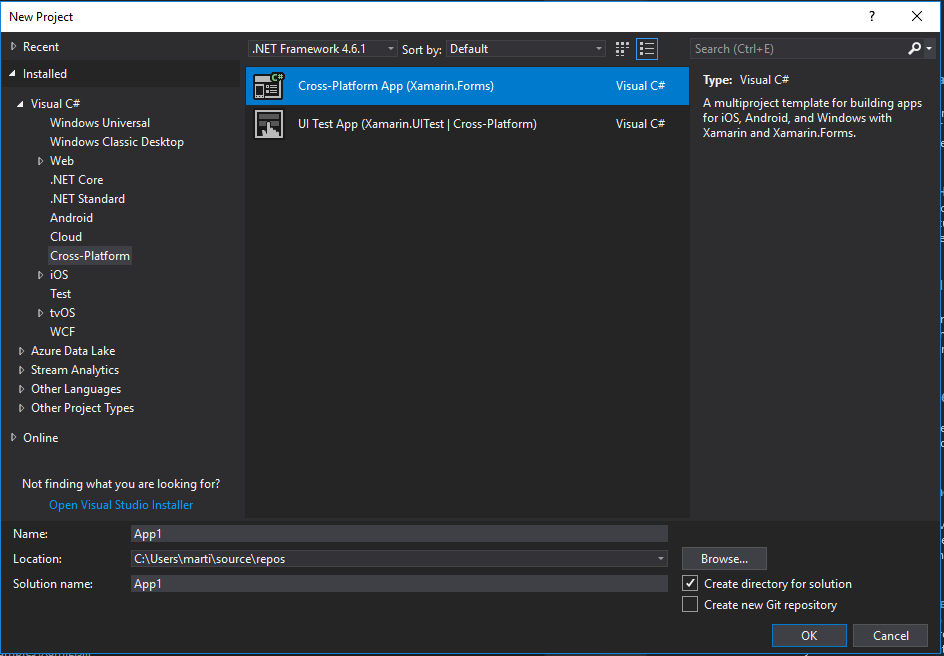 New Project
?
Recent
.NET Framework 4.6.1
Sort by:
Default
Search (Ctrl+E)
Installed
Visual C#
Windows Universal
Windows Classic Desktop
Web
.NET Core
.NET Standard
Android
Cloud
Cross-Platform
iOS
Test
tvOS
WCF
Azure Data Lake
Stream Analytics
Other Languages
Other Project Types
Online
Not finding what you are looking for?
Open Visual Studio Installer
C#
Cross-Platform App (Xamarin.Forms)
Visual C#
UI Test App (Xamarin.UITest | Cross-Platform)
Visual C#
Type: Visual C#
A multiproject template for building apps
for iOS, Android, and Windows with
Xamarin and Xamarin.Forms.
Name:
App1
Location:
C:\Users\marti\source\repos
Browse...
Solution name:
App1
Create directory for solution
Create new Git repository
OK
Cancel